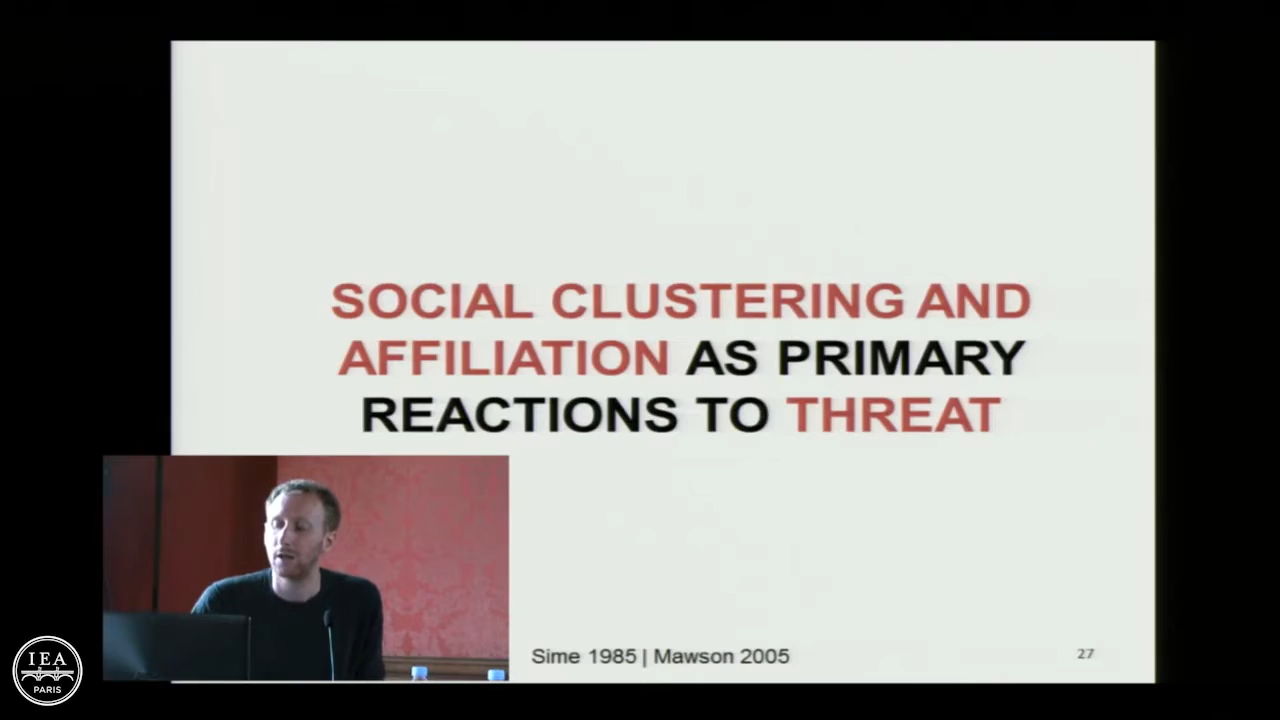 SOCIAL CLUSTERING AND
AFFILIATION AS PRIMARY
REACTIONS TO THREAT
Sime 1985 | Mawson 2005
27
IEA
PARIS